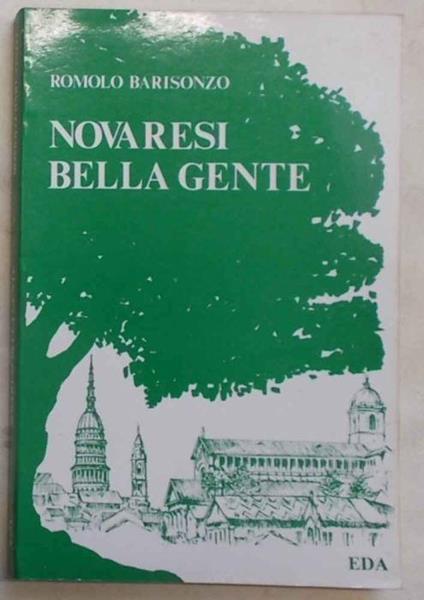 ROMOLO BARISONZO
NOVARESI
BELLA GENTE
EDA